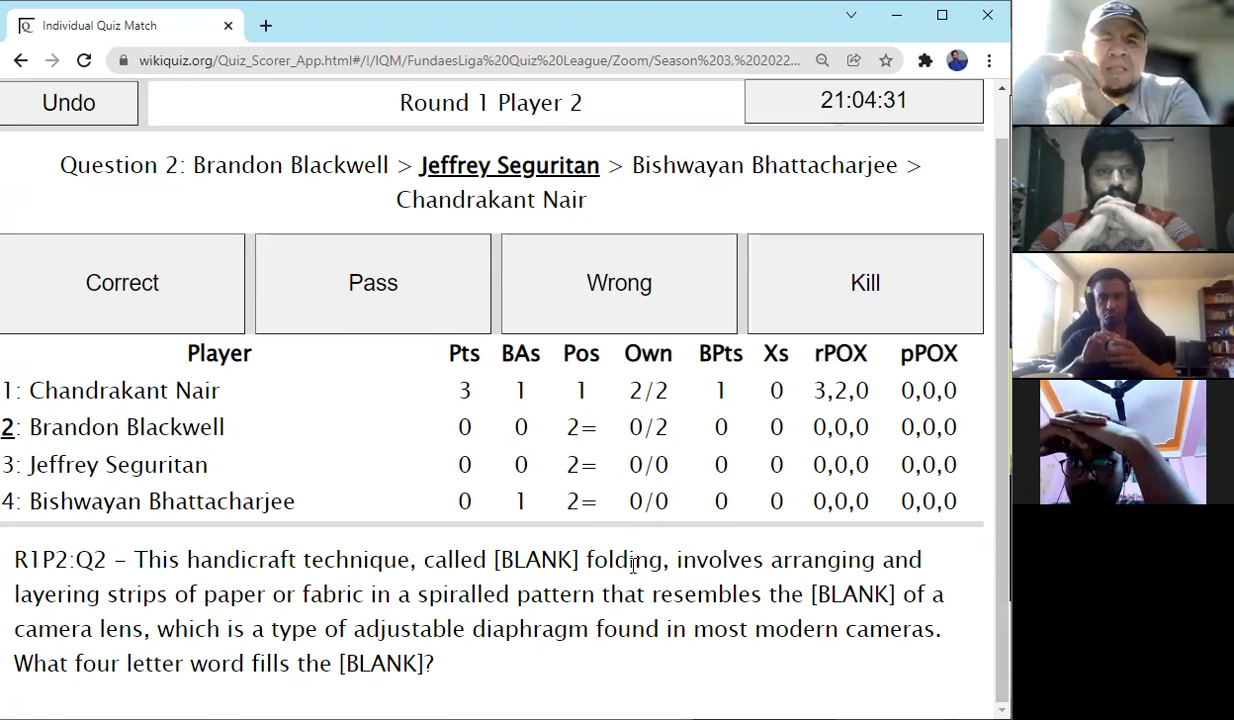 Individual Quiz Match
wikiquiz.org/Quiz_Scorer_App.html#/!/IQM/FundaesLiga%20Quiz%20League/Zoom/Season%203,%202022...
Undo
Round 1 Player 2
21:04:31
Question 2: Brandon Blackwell > Jeffrey Seguritan > Bishwayan Bhattacharjee >
Chandrakant Nair
Correct Pass Wrong Kill
Player Pts BAs Pos Own BPts Xs rPOX pPOX
1: Chandrakant Nair 3 1 1 2/2 1 0 3,2,0 0,0,0
2: Brandon Blackwell 0 0 2= 0/2 0 0 0,0,0 0,0,0
3: Jeffrey Seguritan 0 0 2= 0/0 0 0 0,0,0 0,0,0
4: Bishwayan Bhattacharjee 0 1 2= 0/0 0 0 0,0,0 0,0,0
R1P2:Q2 – This handicraft technique, called [BLANK] folding, involves arranging and
layering strips of paper or fabric in a spiralled pattern that resembles the [BLANK] of a
camera lens, which is a type of adjustable diaphragm found in most modern cameras.
What four letter word fills the [BLANK]?